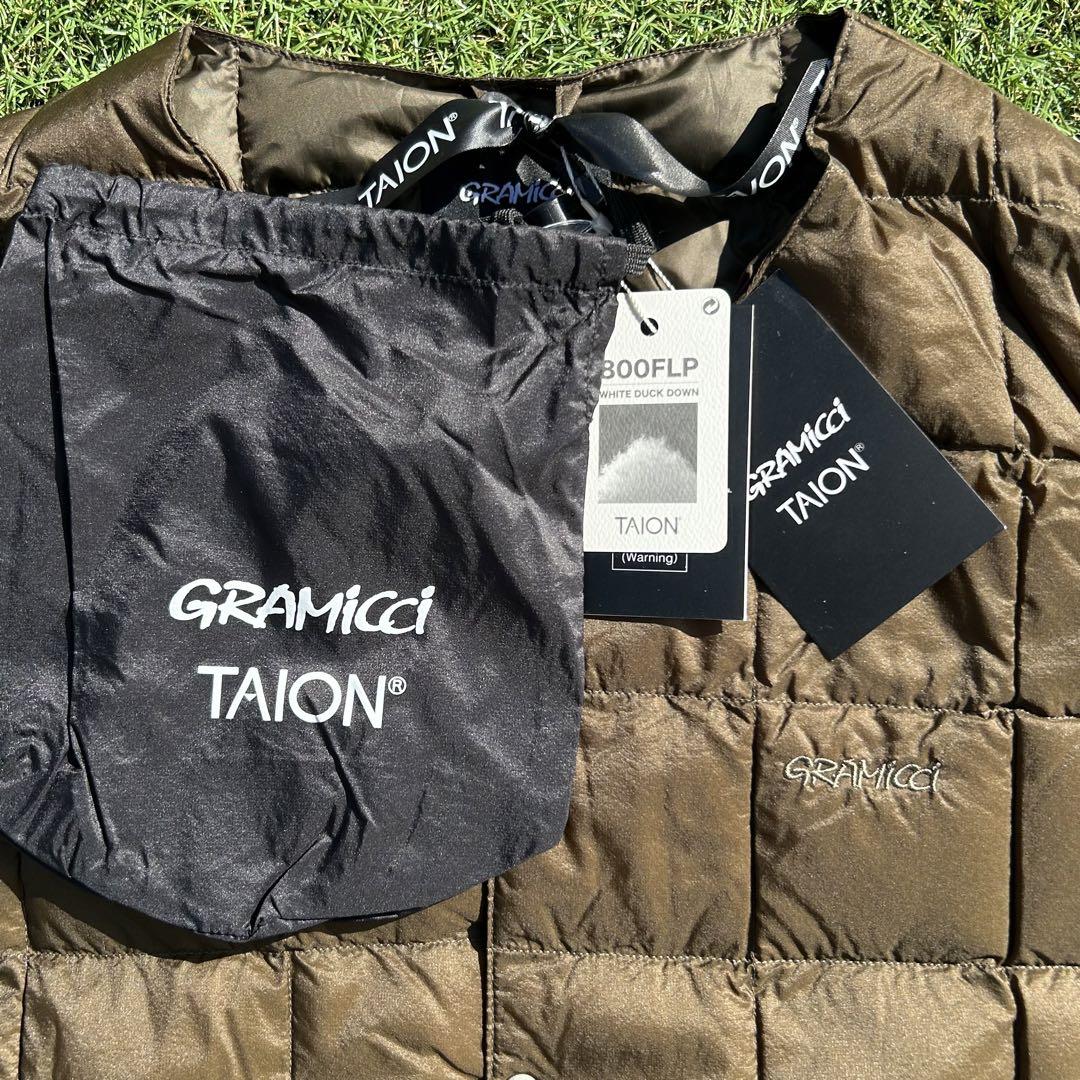 TAION®
GRAMicci
TAION
800FLP
WHITE DUCK DOWN
TAION
(Warning)
GRAMicci
TAION®
GRAMicci
TAION®
GRAMicci